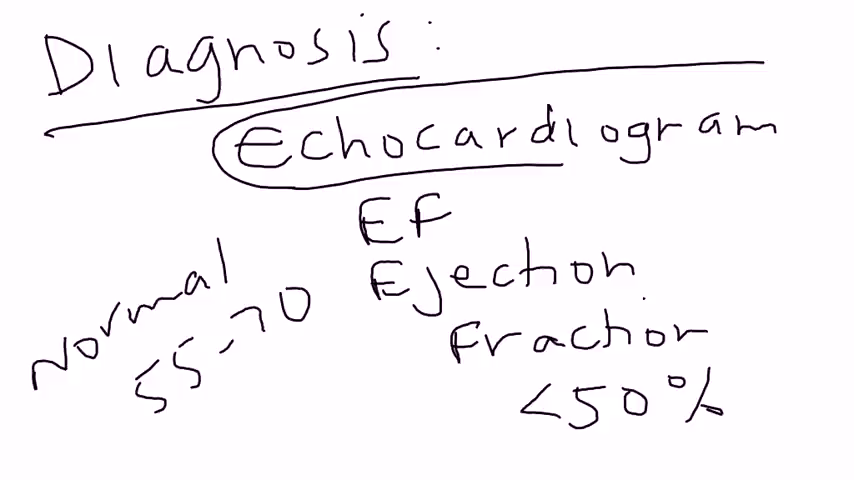 Diagnosis:
Echocardiogram
EF
Ejection
Fraction
<50%
Normal
55-70